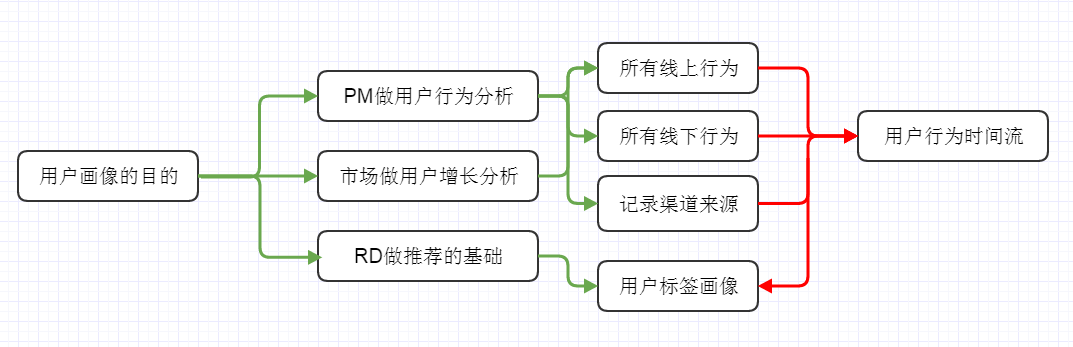 用户画像的目的
PM做用户行为分析
市场做用户增长分析
RD做推荐的基础
所有线上行为
所有线下行为
记录渠道来源
用户标签画像
用户行为时间流